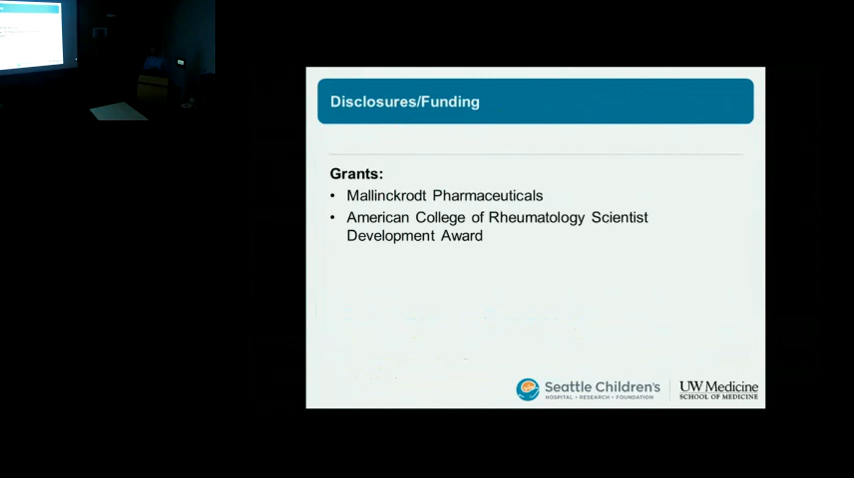 Disclosures/Funding
Grants:
• Mallinckrodt Pharmaceuticals
• American College of Rheumatology Scientist
Development Award
Seattle Children's
HOSPITAL • RESEARCH • FOUNDATION
UW Medicine
SCHOOL OF MEDICINE